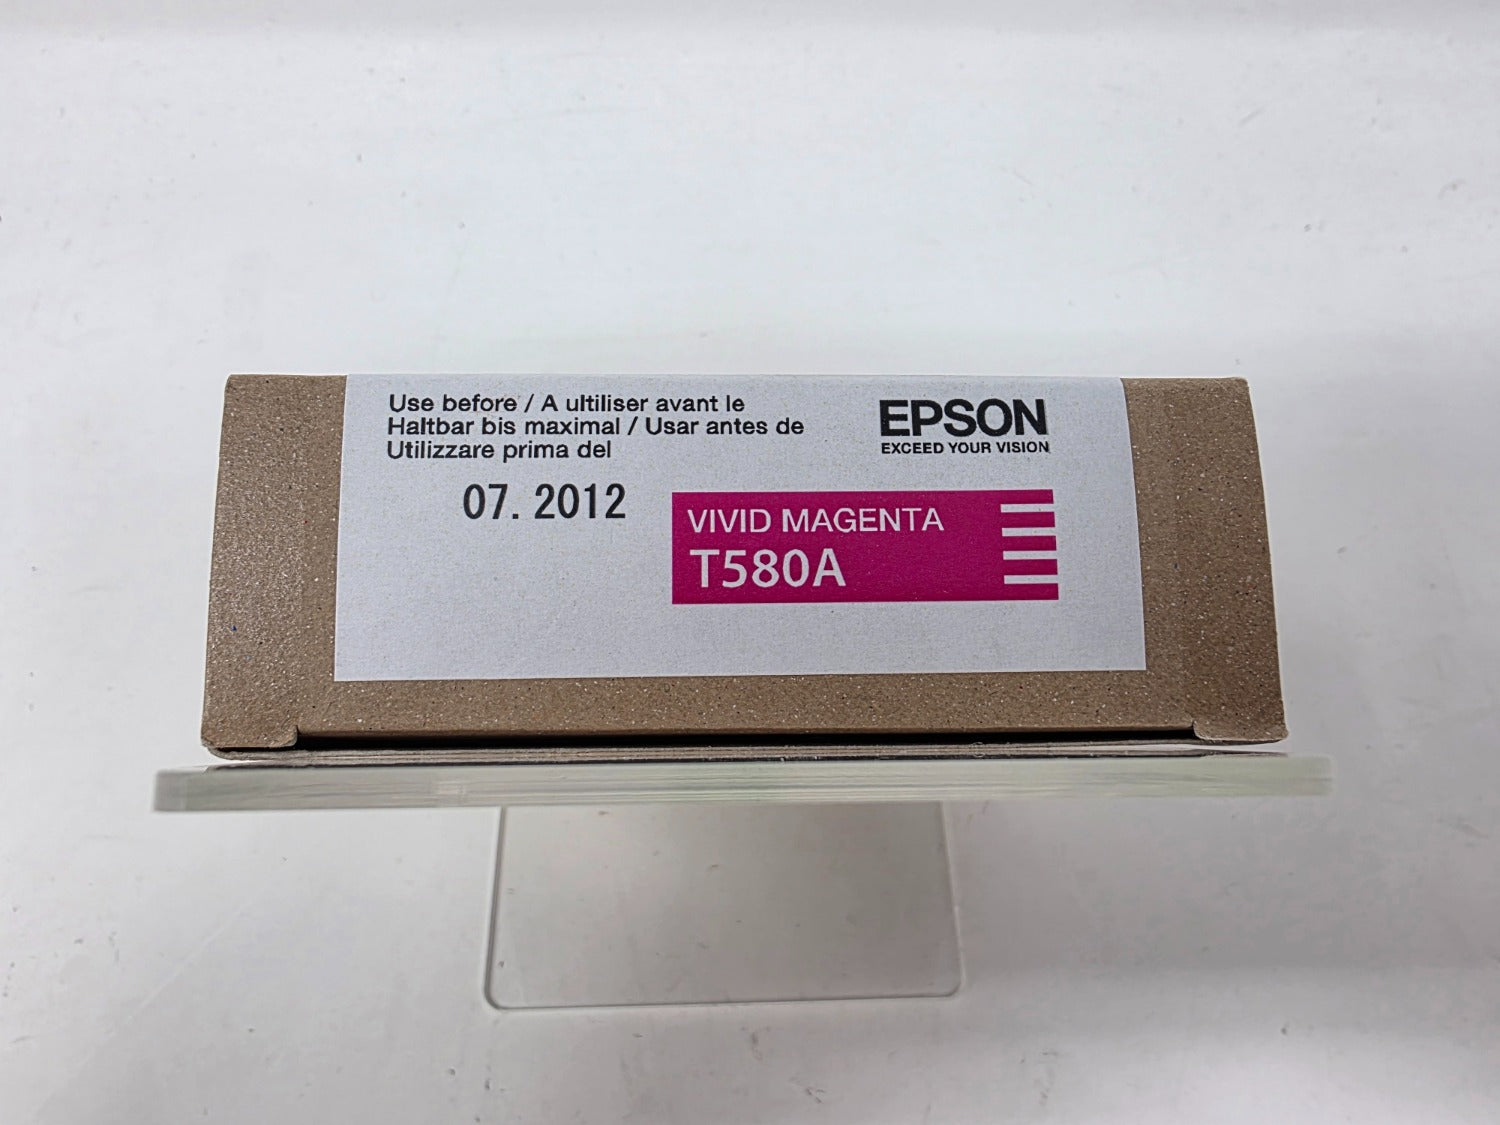 Use before / A ultiliser avant le
Haltbar bis maximal / Usar antes de
Utilizzare prima del
07. 2012
EPSON
EXCEED YOUR VISION
VIVID MAGENTA
T580A